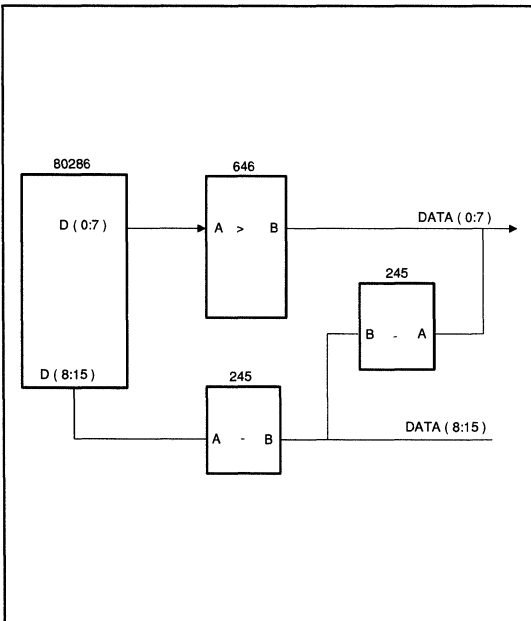 80286
646
D ( 0:7 )
A > B
DATA ( 0:7 )
245
B - A
D ( 8:15 )
245
A - B
DATA ( 8:15 )